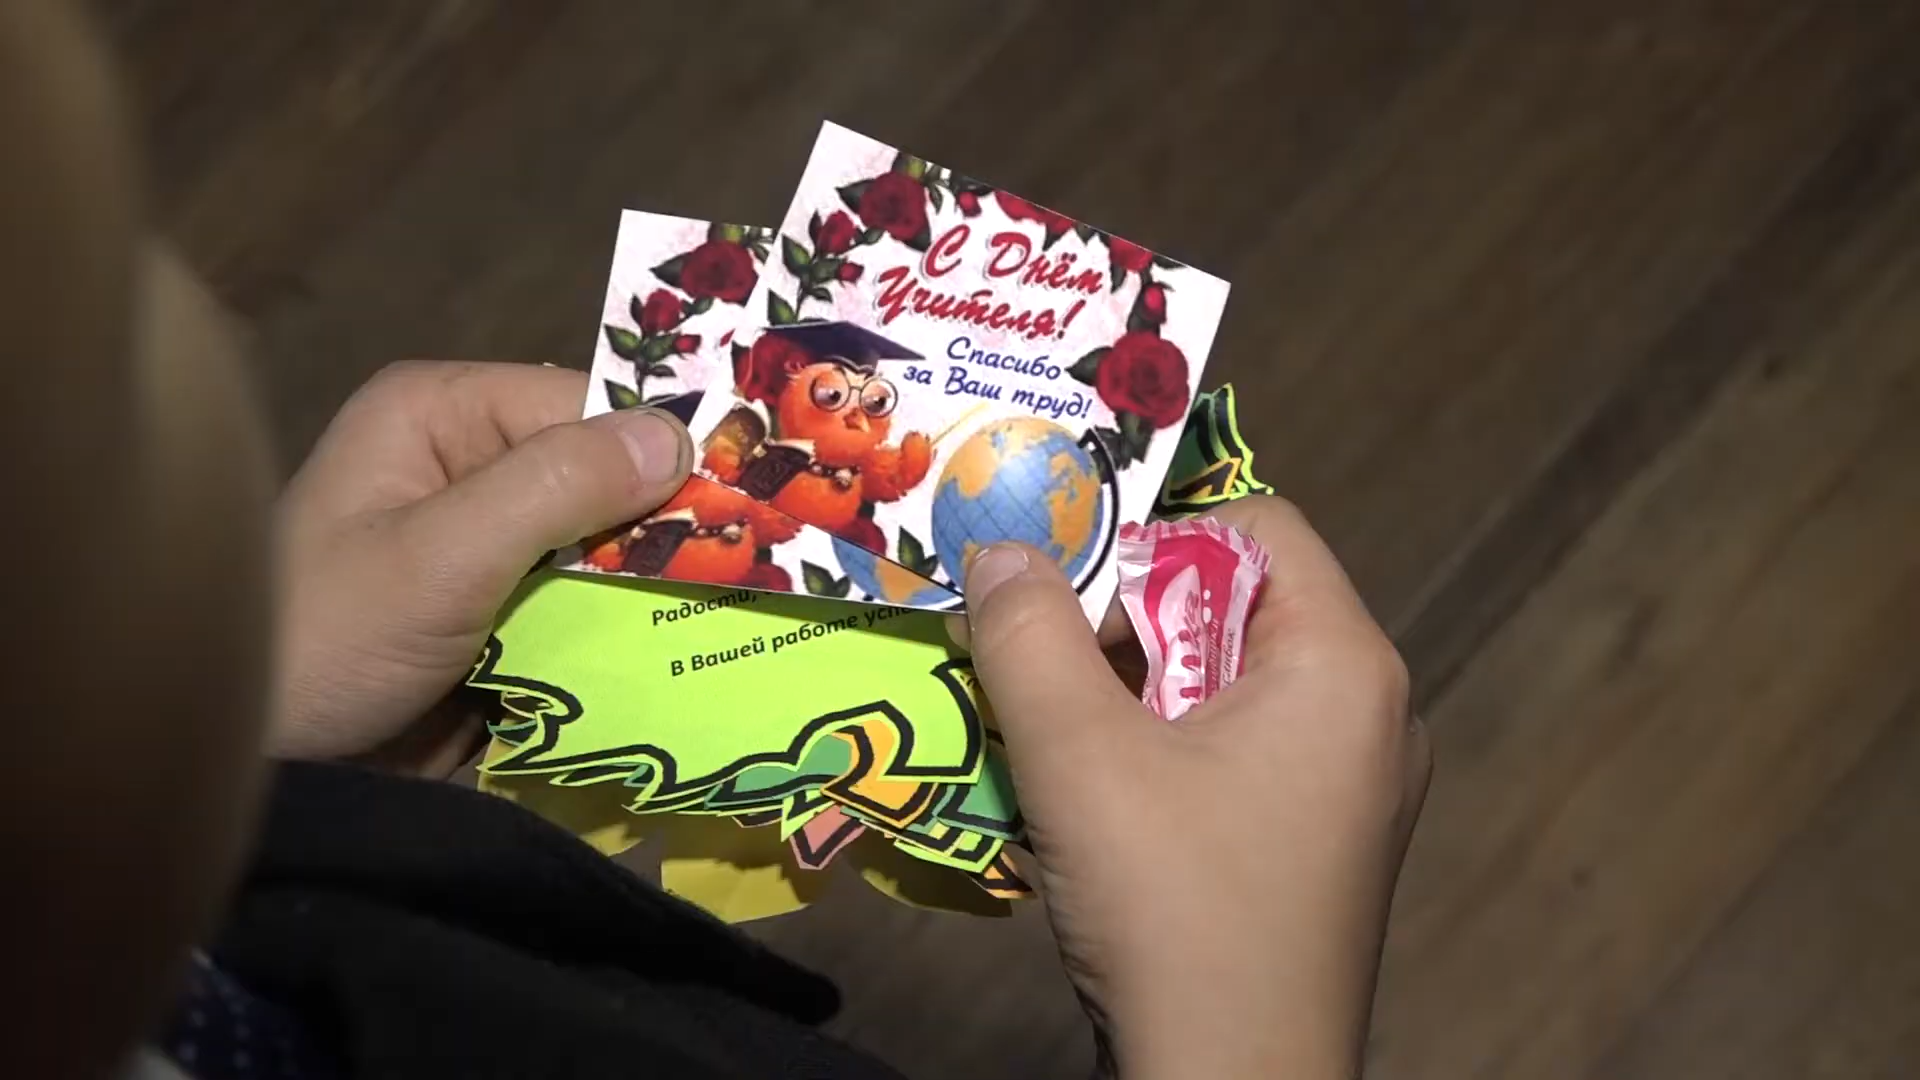 С Днём
Учителя!
Спасибо
за Ваш труд!
Радости,
В Вашей работе